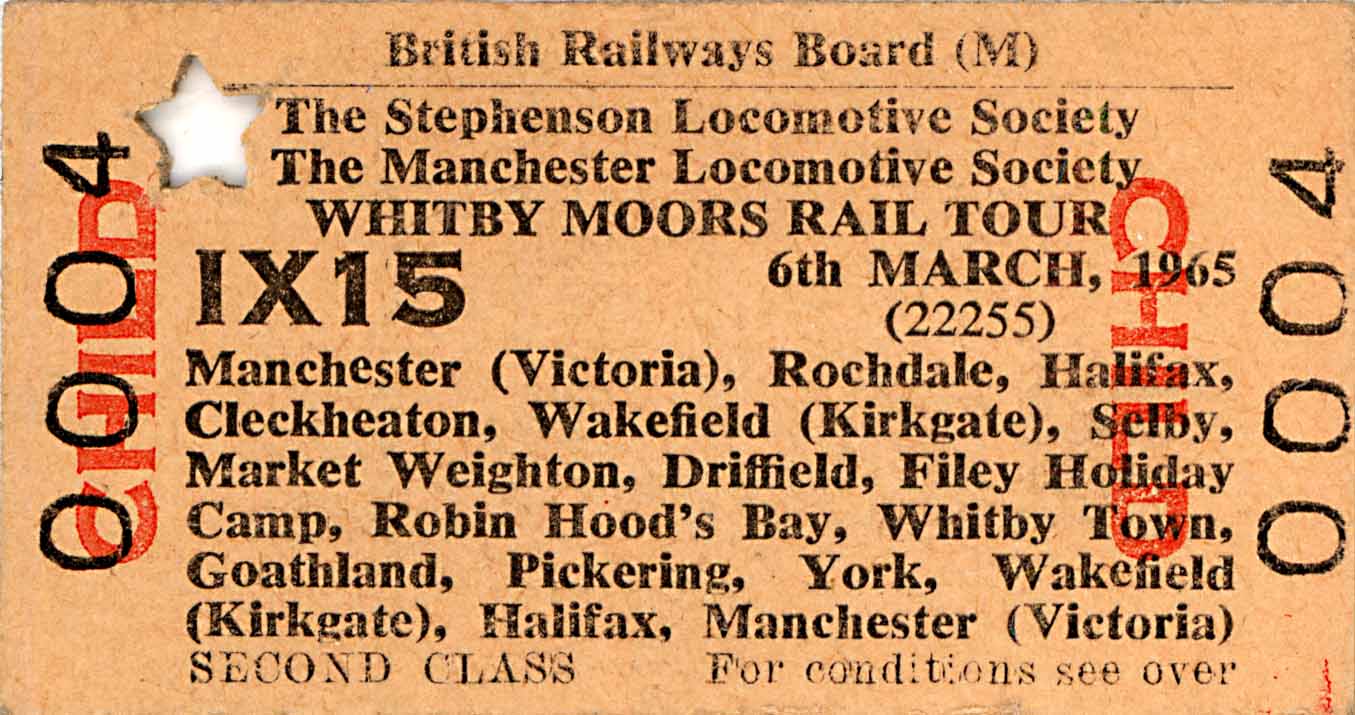 British Railways Board (M)
The Stephenson Locomotive Society
The Manchester Locomotive Society
WHITBY MOORS RAIL TOUR
IX15 6th MARCH, 1965
(22255)
Manchester (Victoria), Rochdale, Halifax,
Cleckheaton, Wakefield (Kirkgate), Selby,
Market Weighton, Driffield, Filey Holiday
Camp, Robin Hood's Bay, Whitby Town,
Goathland, Pickering, York, Wakefield
(Kirkgate), Halifax, Manchester (Victoria)
SECOND CLASS For conditions see over
0004
CHILD
CHILD
0004